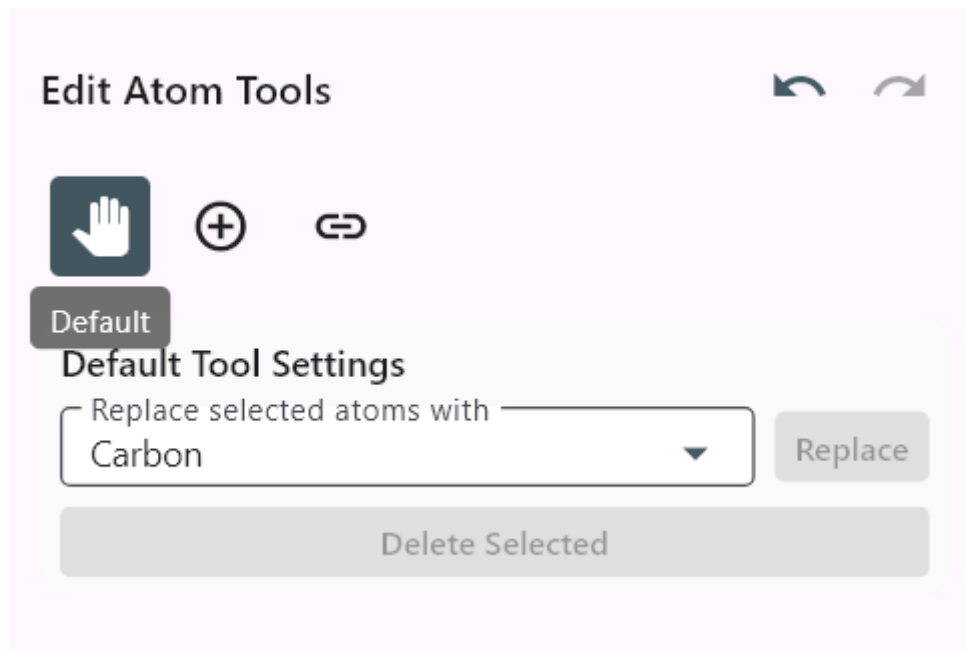 Edit Atom Tools
Default
Default Tool Settings
Replace selected atoms with
Carbon
Replace
Delete Selected